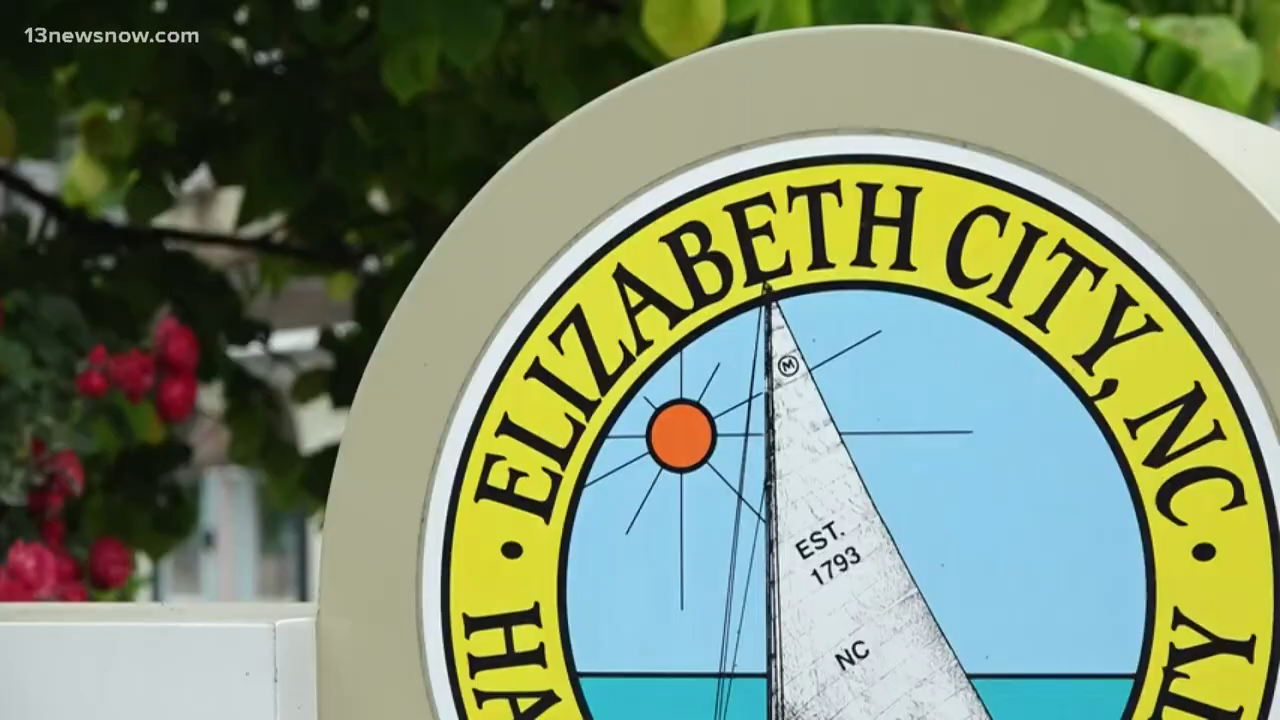 13newsnow.com
• ELIZABETH CITY, NC •
M
EST.
1793
NC